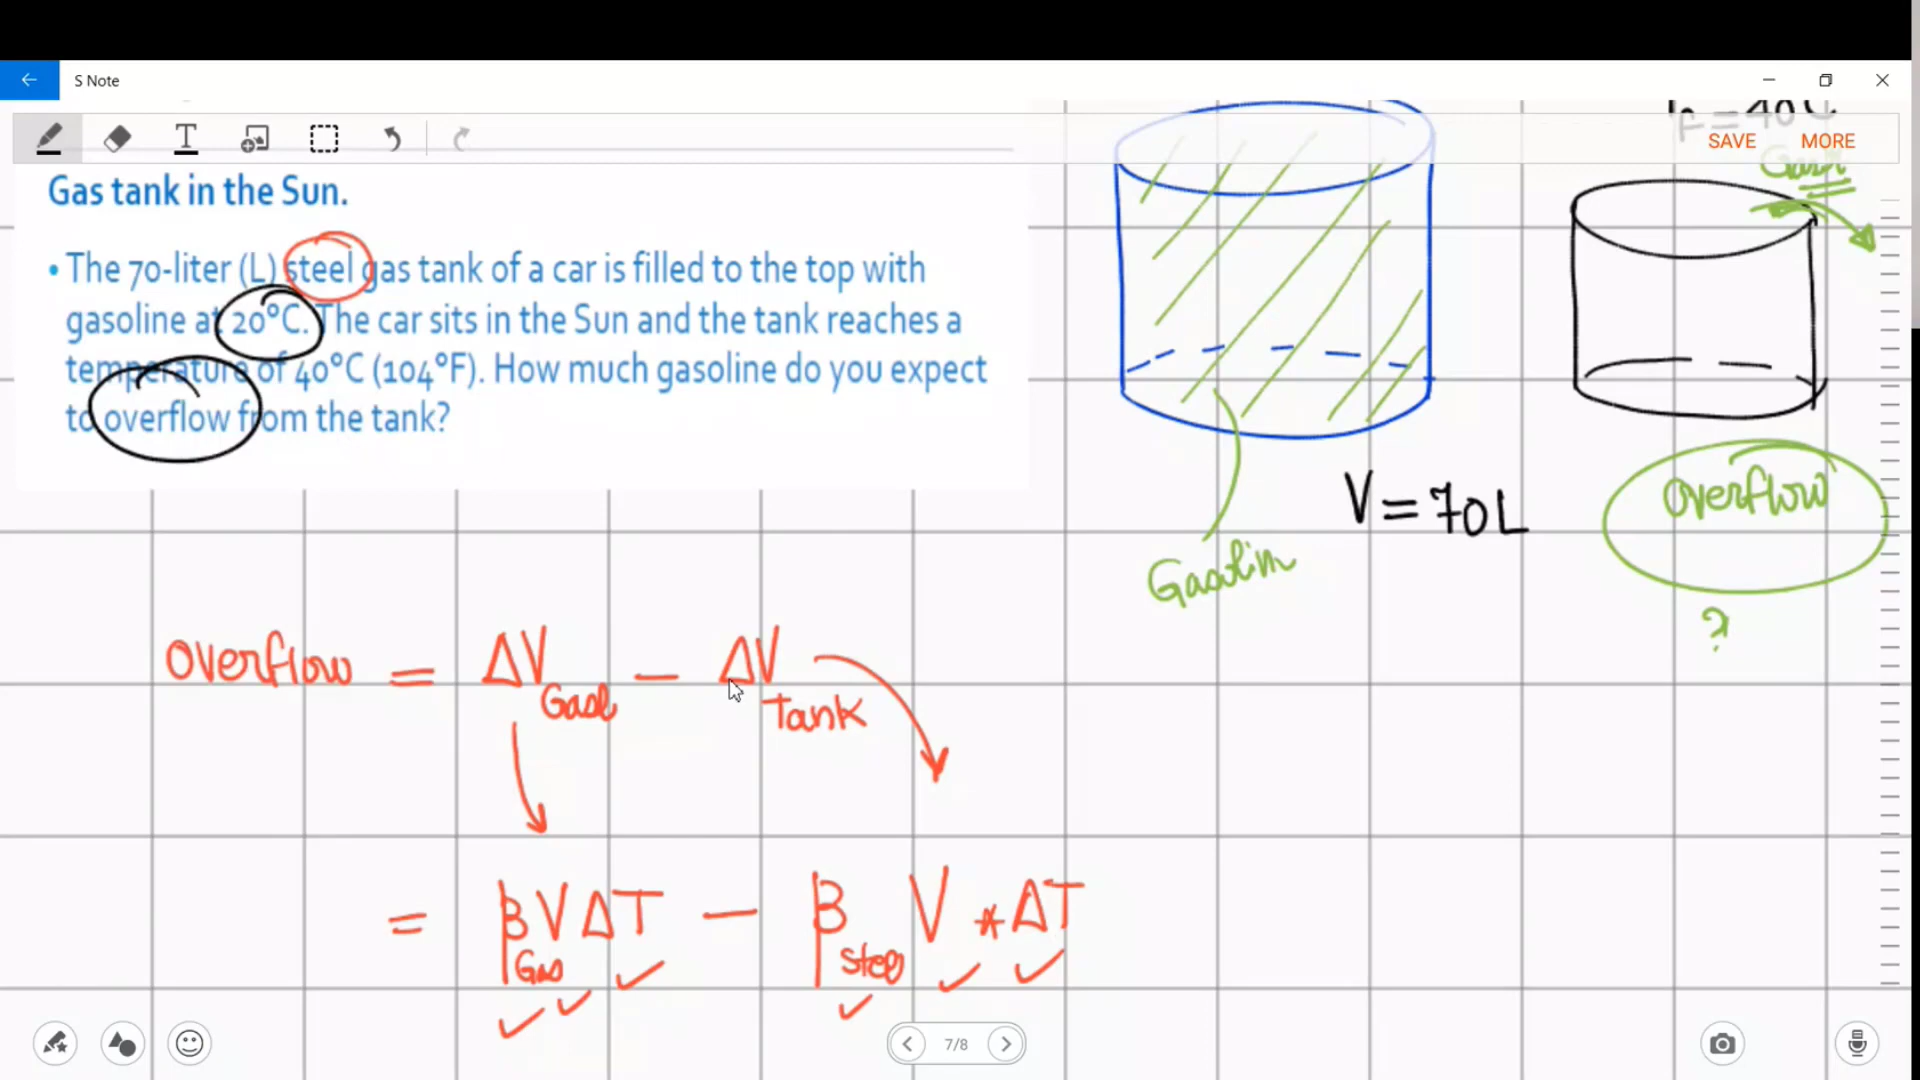 S Note
SAVE MORE
Gas tank in the Sun.
• The 70-liter (L) steel gas tank of a car is filled to the top with
gasoline at 20°C. The car sits in the Sun and the tank reaches a
temperature of 40°C (104°F). How much gasoline do you expect
to overflow from the tank?
= 40°C
V = 70L
Overflow
?
Gasolin
Overflow = ΔV Gasl − ΔV Tank
= β Gas V ΔT − β Steel V * ΔT
7/8